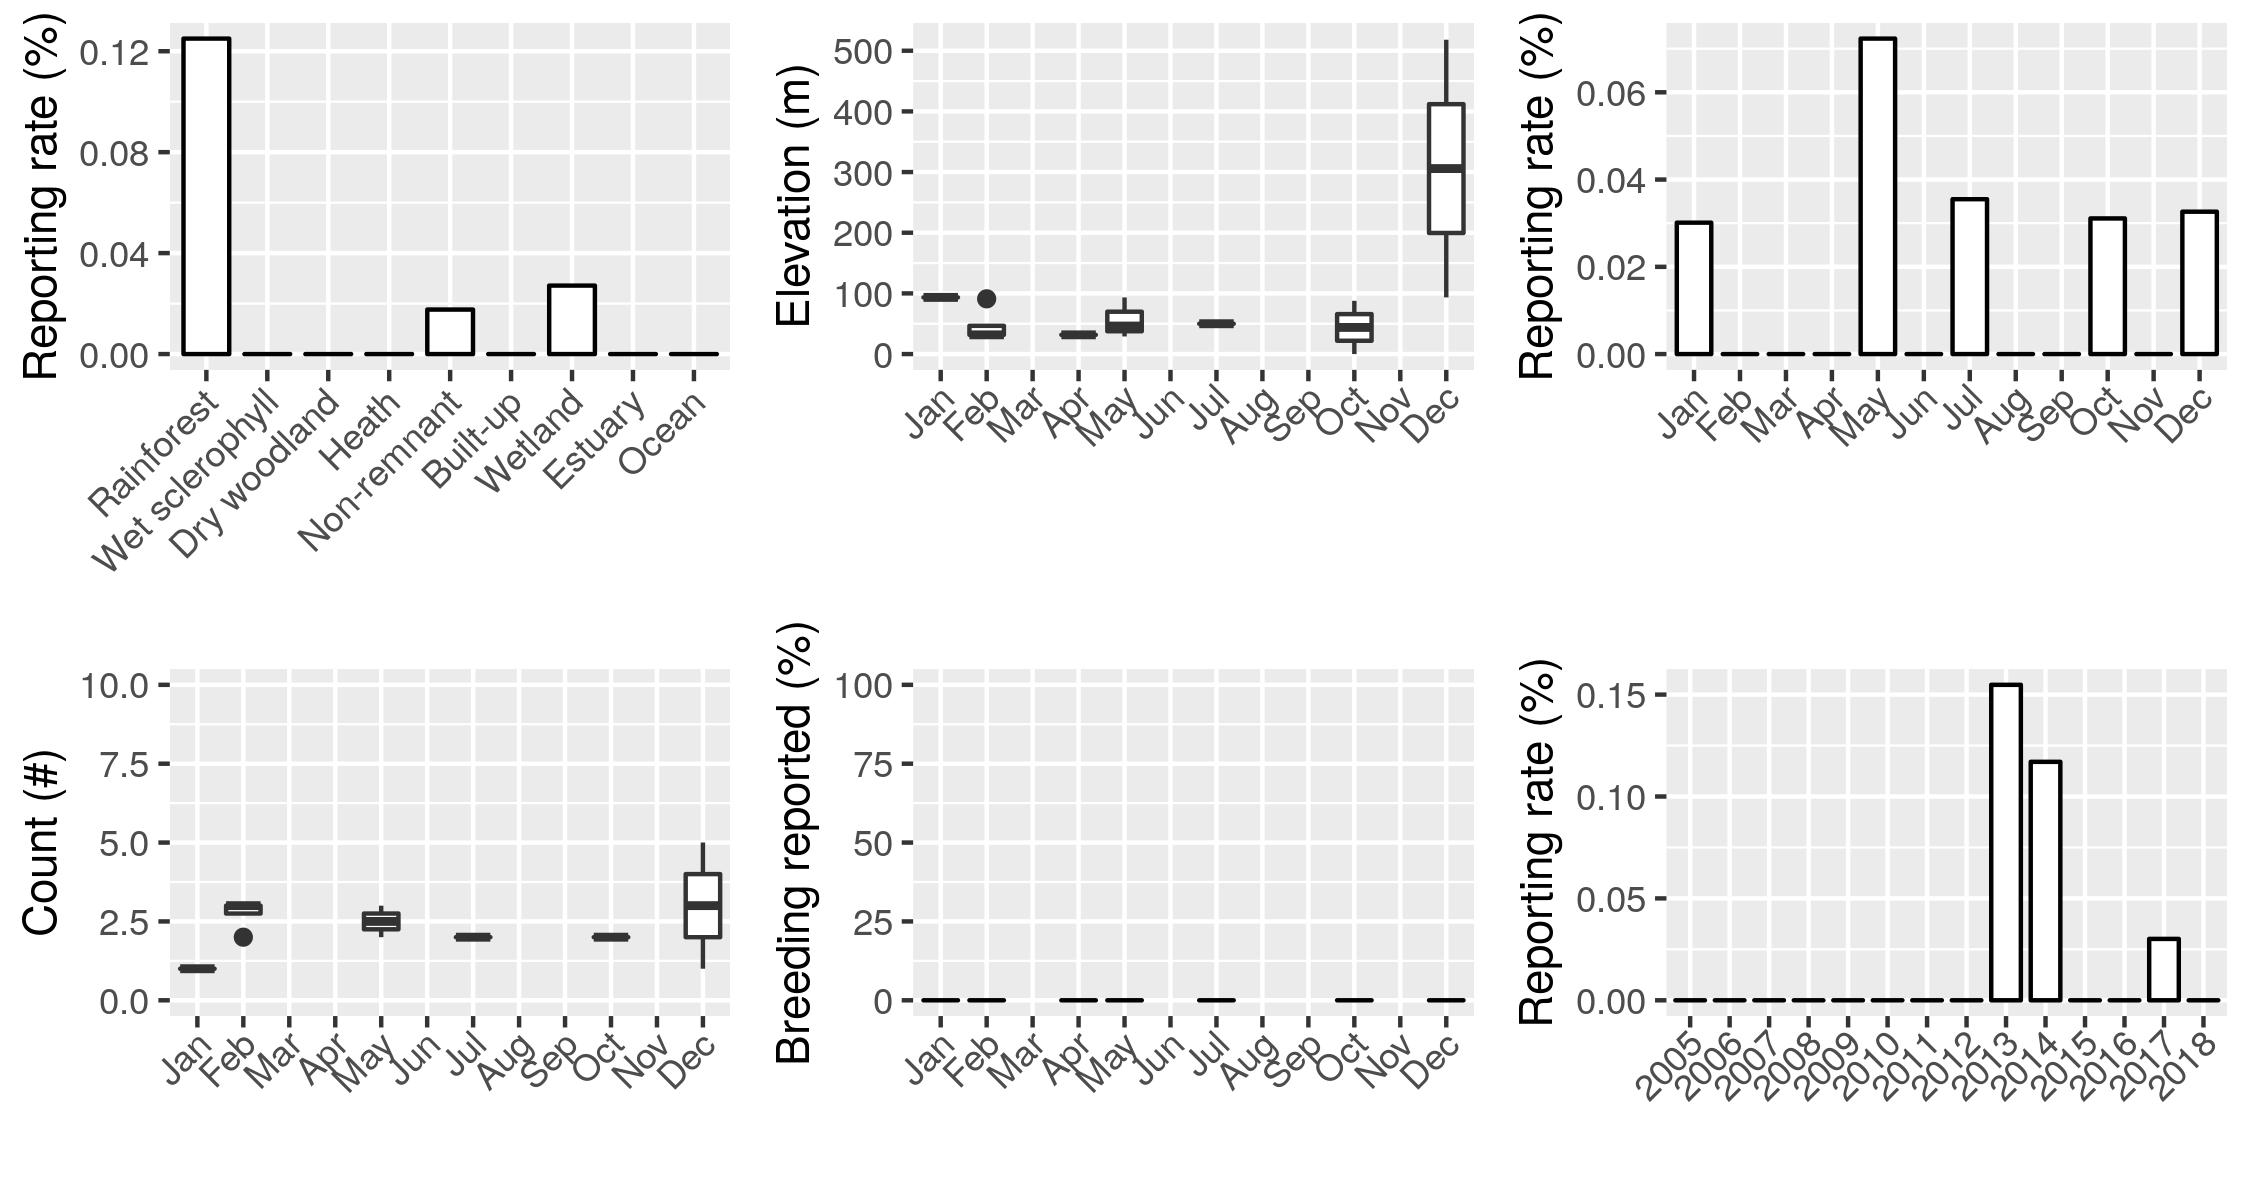 Reporting rate (%)
0.12
0.08
0.04
0.00
Rainforest
Wet sclerophyll
Dry woodland
Heath
Non-remnant
Built-up
Wetland
Estuary
Ocean
Elevation (m)
500
400
300
200
100
0
Jan
Feb
Mar
Apr
May
Jun
Jul
Aug
Sep
Oct
Nov
Dec
Reporting rate (%)
0.06
0.04
0.02
0.00
Jan
Feb
Mar
Apr
May
Jun
Jul
Aug
Sep
Oct
Nov
Dec
Count (#)
10.0
7.5
5.0
2.5
0.0
Jan
Feb
Mar
Apr
May
Jun
Jul
Aug
Sep
Oct
Nov
Dec
Breeding reported (%)
100
75
50
25
0
Jan
Feb
Mar
Apr
May
Jun
Jul
Aug
Sep
Oct
Nov
Dec
Reporting rate (%)
0.15
0.10
0.05
0.00
2005
2006
2007
2008
2009
2010
2011
2012
2013
2014
2015
2016
2017
2018